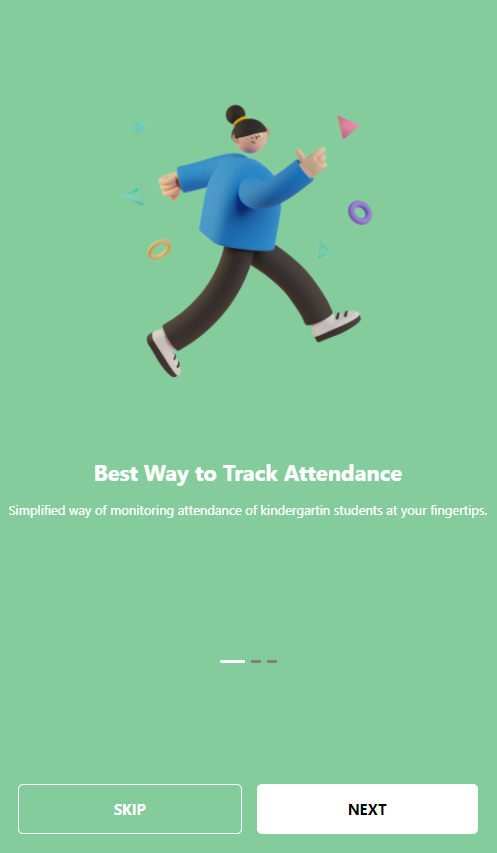 Best Way to Track Attendance
Simplified way of monitoring attendance of kindergartin students at your fingertips.
SKIP
NEXT